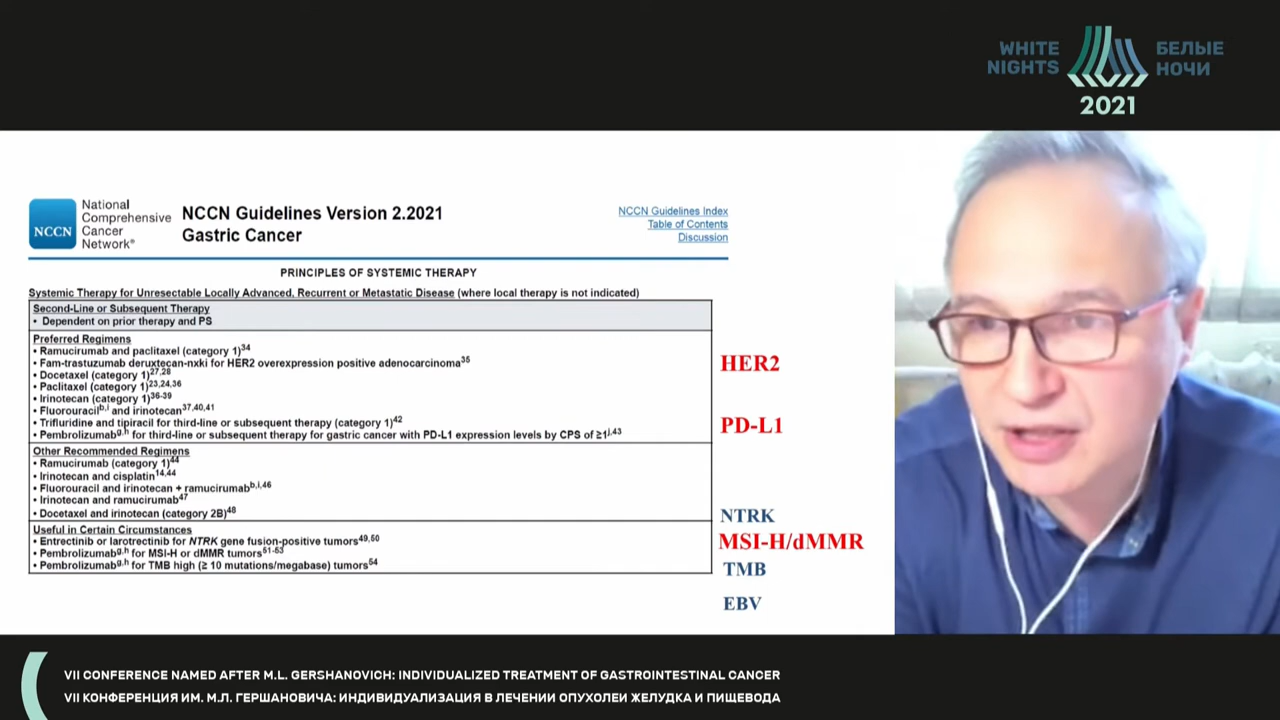 WHITE NIGHTS
БЕЛЫЕ НОЧИ
2021
NCCN
National
Comprehensive
Cancer
Network®
NCCN Guidelines Version 2.2021
Gastric Cancer
NCCN Guidelines Index
Table of Contents
Discussion
PRINCIPLES OF SYSTEMIC THERAPY
Systemic Therapy for Unresectable Locally Advanced, Recurrent or Metastatic Disease (where local therapy is not indicated)
Second-Line or Subsequent Therapy
• Dependent on prior therapy and PS
Preferred Regimens
• Ramucirumab and paclitaxel (category 1)34
• Fam-trastuzumab deruxtecan-nxki for HER2 overexpression positive adenocarcinoma35
• Docetaxel (category 1)27,28
• Paclitaxel (category 1)23,24,36
• Irinotecan (category 1)36-39
• Fluorouracilb,i and irinotecan37,40,41
• Trifluridine and tipiracil for third-line or subsequent therapy (category 1)42
• Pembrolizumabg,h for third-line or subsequent therapy for gastric cancer with PD-L1 expression levels by CPS of ≥1j,43
Other Recommended Regimens
• Ramucirumab (category 1)44
• Irinotecan and cisplatin14,44
• Fluorouracil and irinotecan + ramucirumabb,i,46
• Irinotecan and ramucirumab47
• Docetaxel and irinotecan (category 2B)48
Useful in Certain Circumstances
• Entrectinib or larotrectinib for NTRK gene fusion-positive tumors49,50
• Pembrolizumabg,h for MSI-H or dMMR tumors51-53
• Pembrolizumabg,h for TMB high (≥ 10 mutations/megabase) tumors54
HER2
PD-L1
NTRK
MSI-H/dMMR
TMB
EBV
VII CONFERENCE NAMED AFTER M.L. GERSHANOVICH: INDIVIDUALIZED TREATMENT OF GASTROINTESTINAL CANCER
VII КОНФЕРЕНЦИЯ ИМ. М.Л. ГЕРШАНОВИЧА: ИНДИВИДУАЛИЗАЦИЯ В ЛЕЧЕНИИ ОПУХОЛЕЙ ЖЕЛУДКА И ПИЩЕВОДА